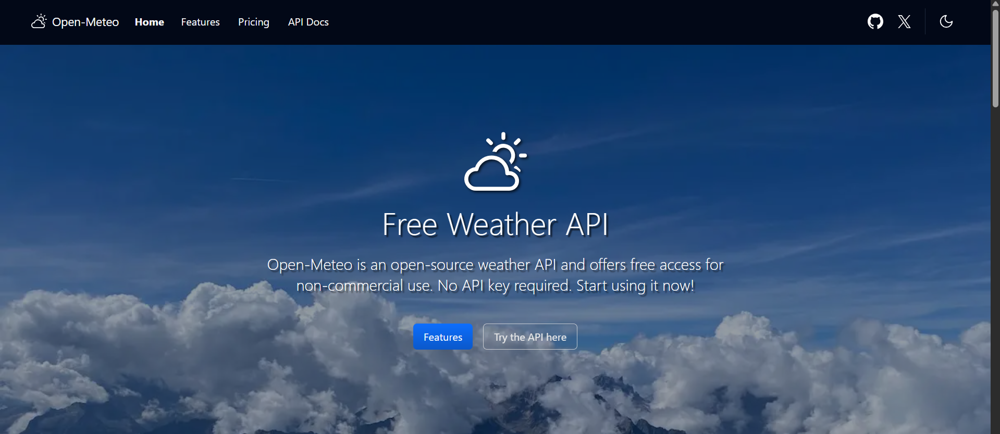 Open-Meteo Home Features Pricing API Docs
Free Weather API
Open-Meteo is an open-source weather API and offers free access for
non-commercial use. No API key required. Start using it now!
Features Try the API here